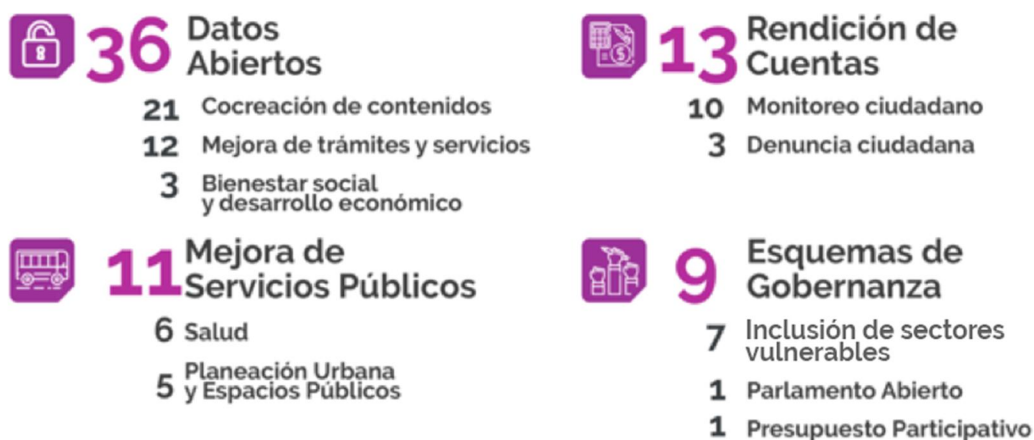 36 Datos
Abiertos
21 Cocreación de contenidos
12 Mejora de trámites y servicios
3 Bienestar social
y desarrollo económico
13 Rendición de
Cuentas
10 Monitoreo ciudadano
3 Denuncia ciudadana
11 Mejora de
Servicios Públicos
6 Salud
5 Planeación Urbana
y Espacios Públicos
9 Esquemas de
Gobernanza
7 Inclusión de sectores
vulnerables
1 Parlamento Abierto
1 Presupuesto Participativo